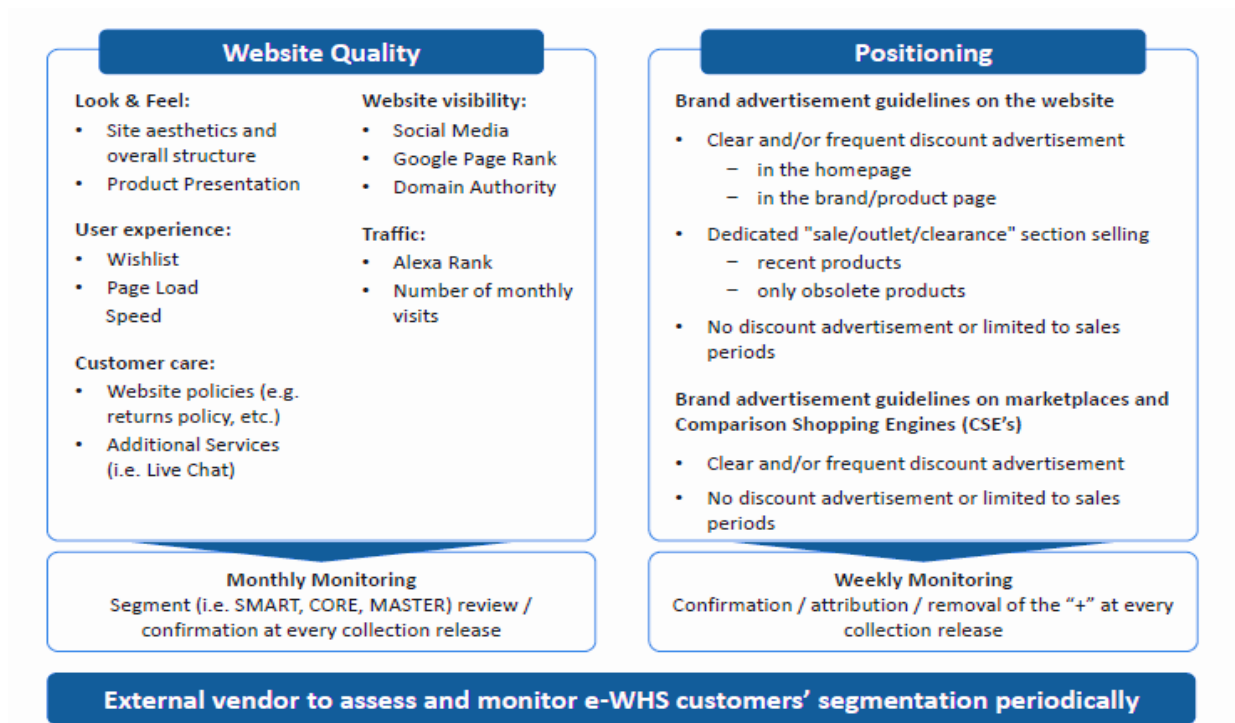 Website Quality
Look & Feel:
• Site aesthetics and
overall structure
• Product Presentation
User experience:
• Wishlist
• Page Load
Speed
Customer care:
• Website policies (e.g.
returns policy, etc.)
• Additional Services
(i.e. Live Chat)
Website visibility:
• Social Media
• Google Page Rank
• Domain Authority
Traffic:
• Alexa Rank
• Number of monthly
visits
Monthly Monitoring
Segment (i.e. SMART, CORE, MASTER) review /
confirmation at every collection release
Positioning
Brand advertisement guidelines on the website
• Clear and/or frequent discount advertisement
– in the homepage
– in the brand/product page
• Dedicated "sale/outlet/clearance" section selling
– recent products
– only obsolete products
• No discount advertisement or limited to sales
periods
Brand advertisement guidelines on marketplaces and
Comparison Shopping Engines (CSE’s)
• Clear and/or frequent discount advertisement
• No discount advertisement or limited to sales
periods
Weekly Monitoring
Confirmation / attribution / removal of the “+” at every
collection release
External vendor to assess and monitor e-WHS customers’ segmentation periodically